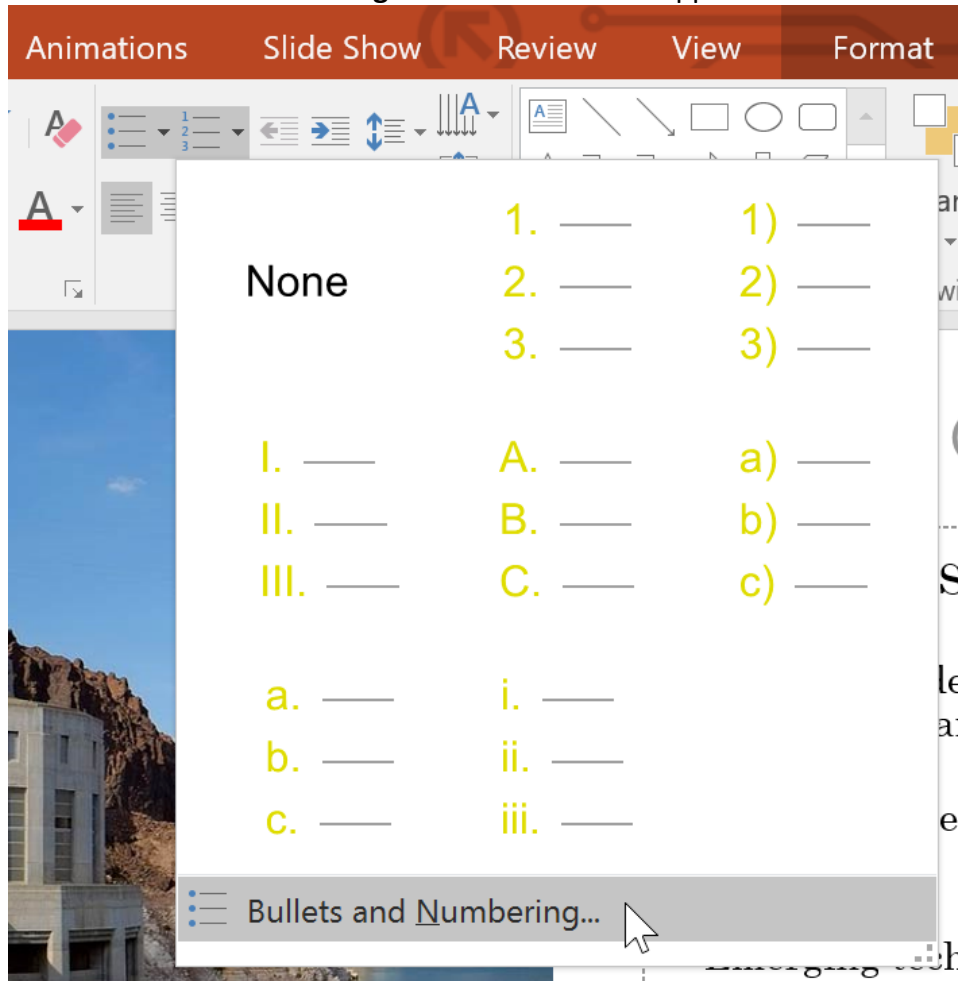 Animations Slide Show Review View Format
None
1.
2.
3.
1)
2)
3)
I.
II.
III.
A.
B.
C.
a)
b)
c)
a.
b.
c.
i.
ii.
iii.
Bullets and Numbering...